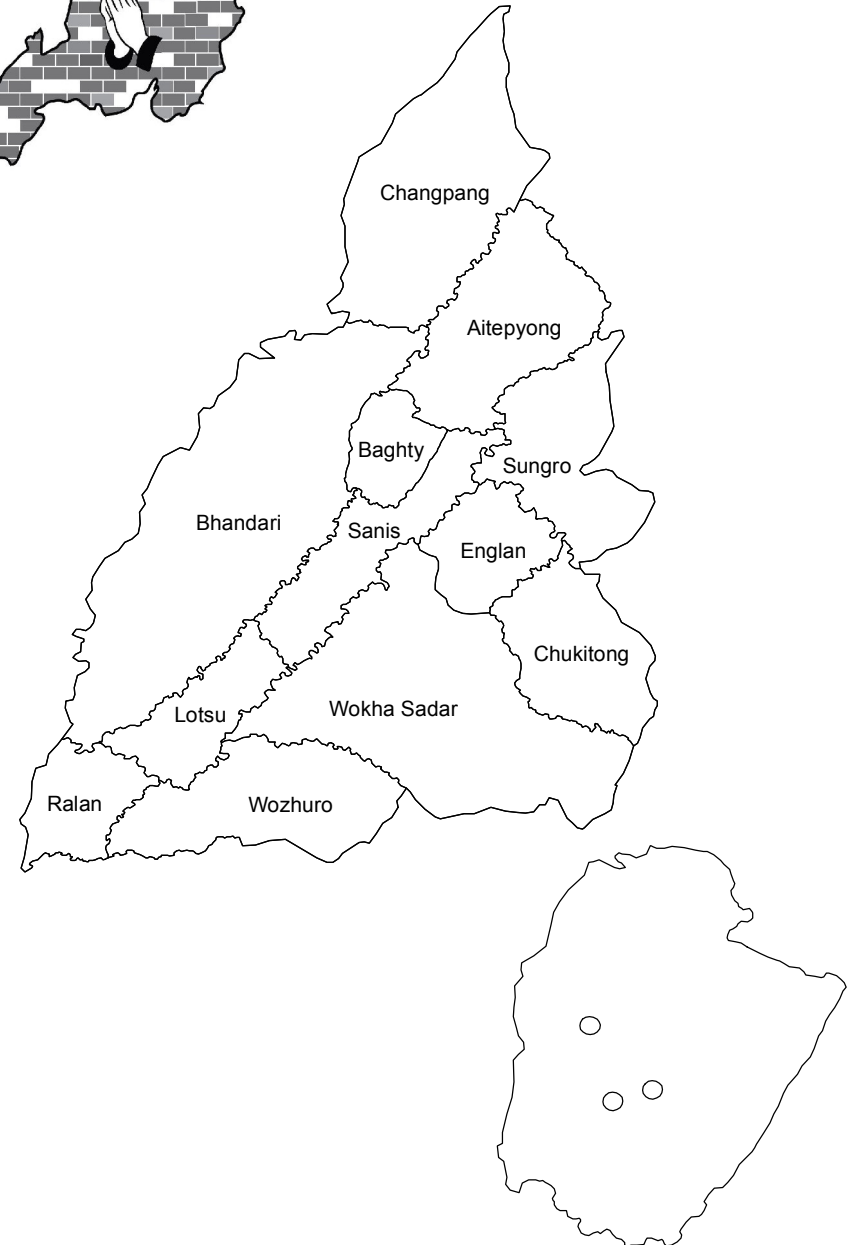 Changpang
Aitepyong
Baghty
Sungro
Bhandari
Sanis
Englan
Chukitong
Lotsu
Wokha Sadar
Ralan
Wozhuro